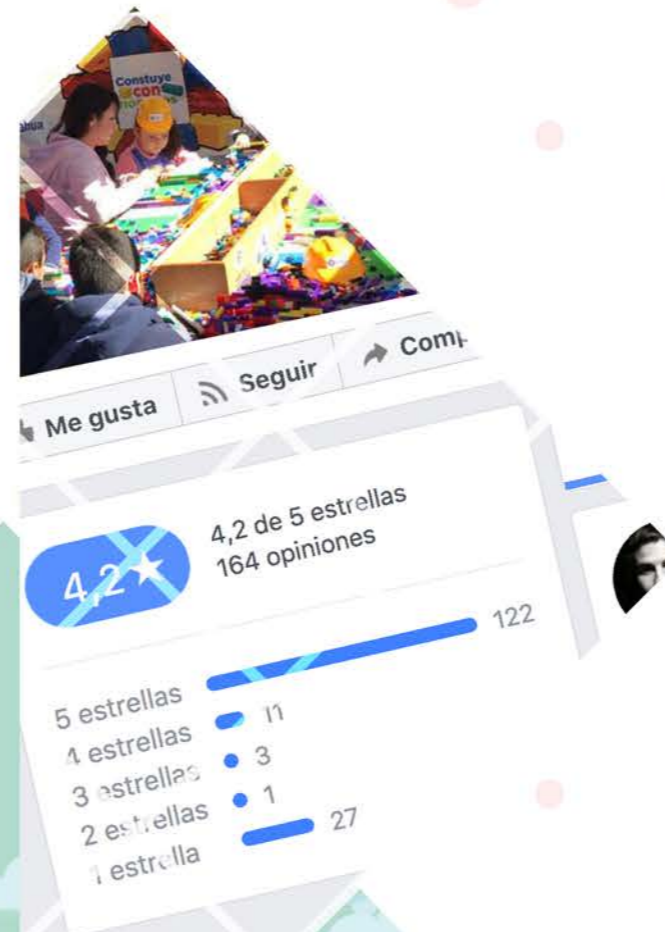 Constuye
con
Me gusta
Seguir
4,2★
4,2 de 5 estrellas
164 opiniones
5 estrellas
122
4 estrellas
11
3 estrellas
3
2 estrellas
1
1 estrella
27